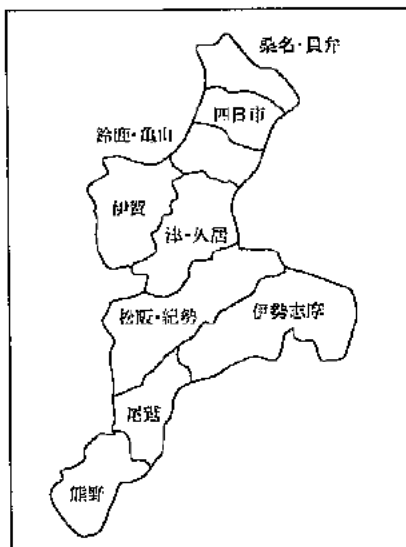 桑名・員弁
四日市
鈴鹿・亀山
伊賀
津・久居
松阪・紀勢
伊勢志摩
尾鷲
熊野